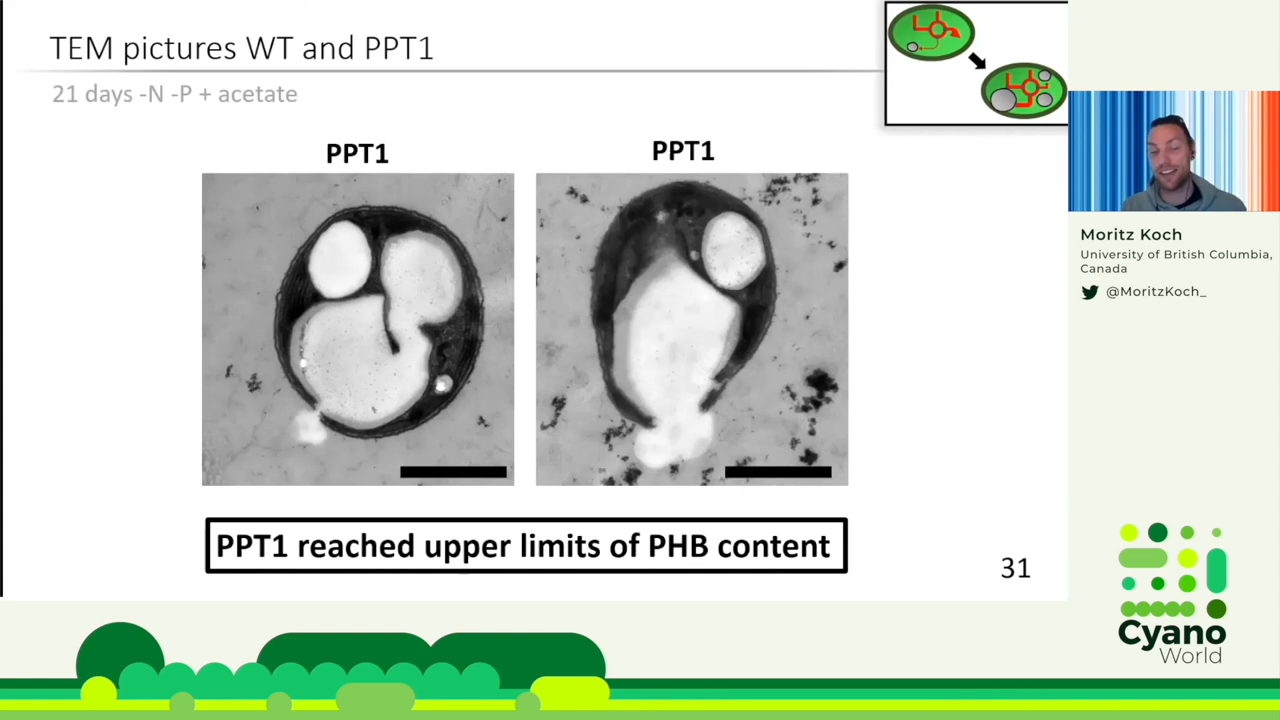 TEM pictures WT and PPT1
21 days -N -P + acetate
PPT1
PPT1
PPT1 reached upper limits of PHB content
31
Moritz Koch
University of British Columbia,
Canada
@MoritzKoch_
Cyano
World